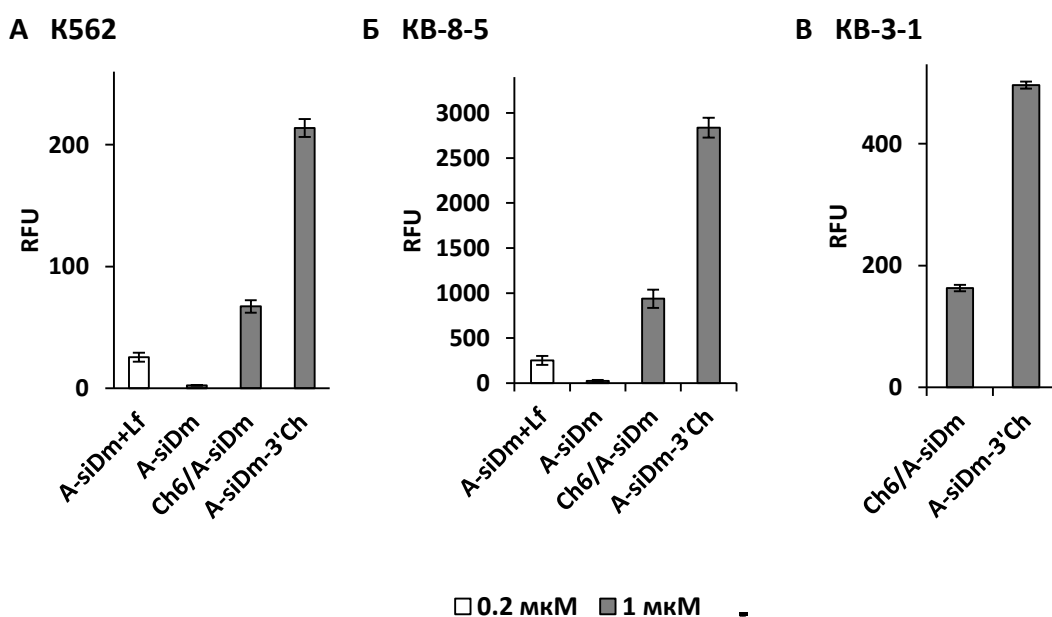 А K562
RFU
200
100
0
A-siDm+Lf
A-siDm
Ch6/A-siDm
A-siDm-3'Ch
Б КВ-8-5
RFU
3000
2500
2000
1500
1000
500
0
A-siDm+Lf
A-siDm
Ch6/A-siDm
A-siDm-3'Ch
В КВ-3-1
RFU
400
200
0
Ch6/A-siDm
A-siDm-3'Ch
0.2 мкМ 1 мкМ